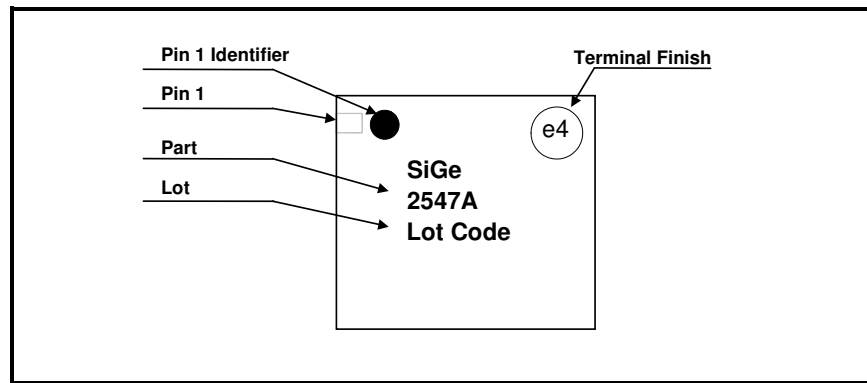 Pin 1 Identifier
Terminal Finish
Pin 1
e4
Part
SiGe
Lot
2547A
Lot Code